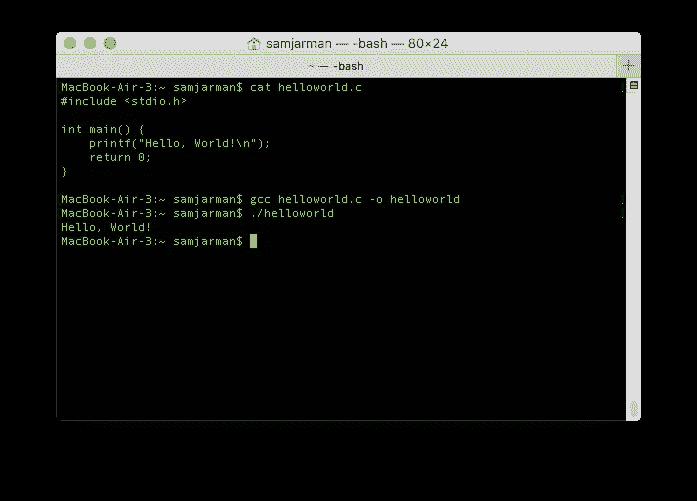 samjarman — -bash — 80×24
~ — -bash
MacBook-Air-3:~ samjarman$ cat helloworld.c
#include <stdio.h>
int main() {
    printf("Hello, World!\n");
    return 0;
}
MacBook-Air-3:~ samjarman$ gcc helloworld.c -o helloworld
MacBook-Air-3:~ samjarman$ ./helloworld
Hello, World!
MacBook-Air-3:~ samjarman$